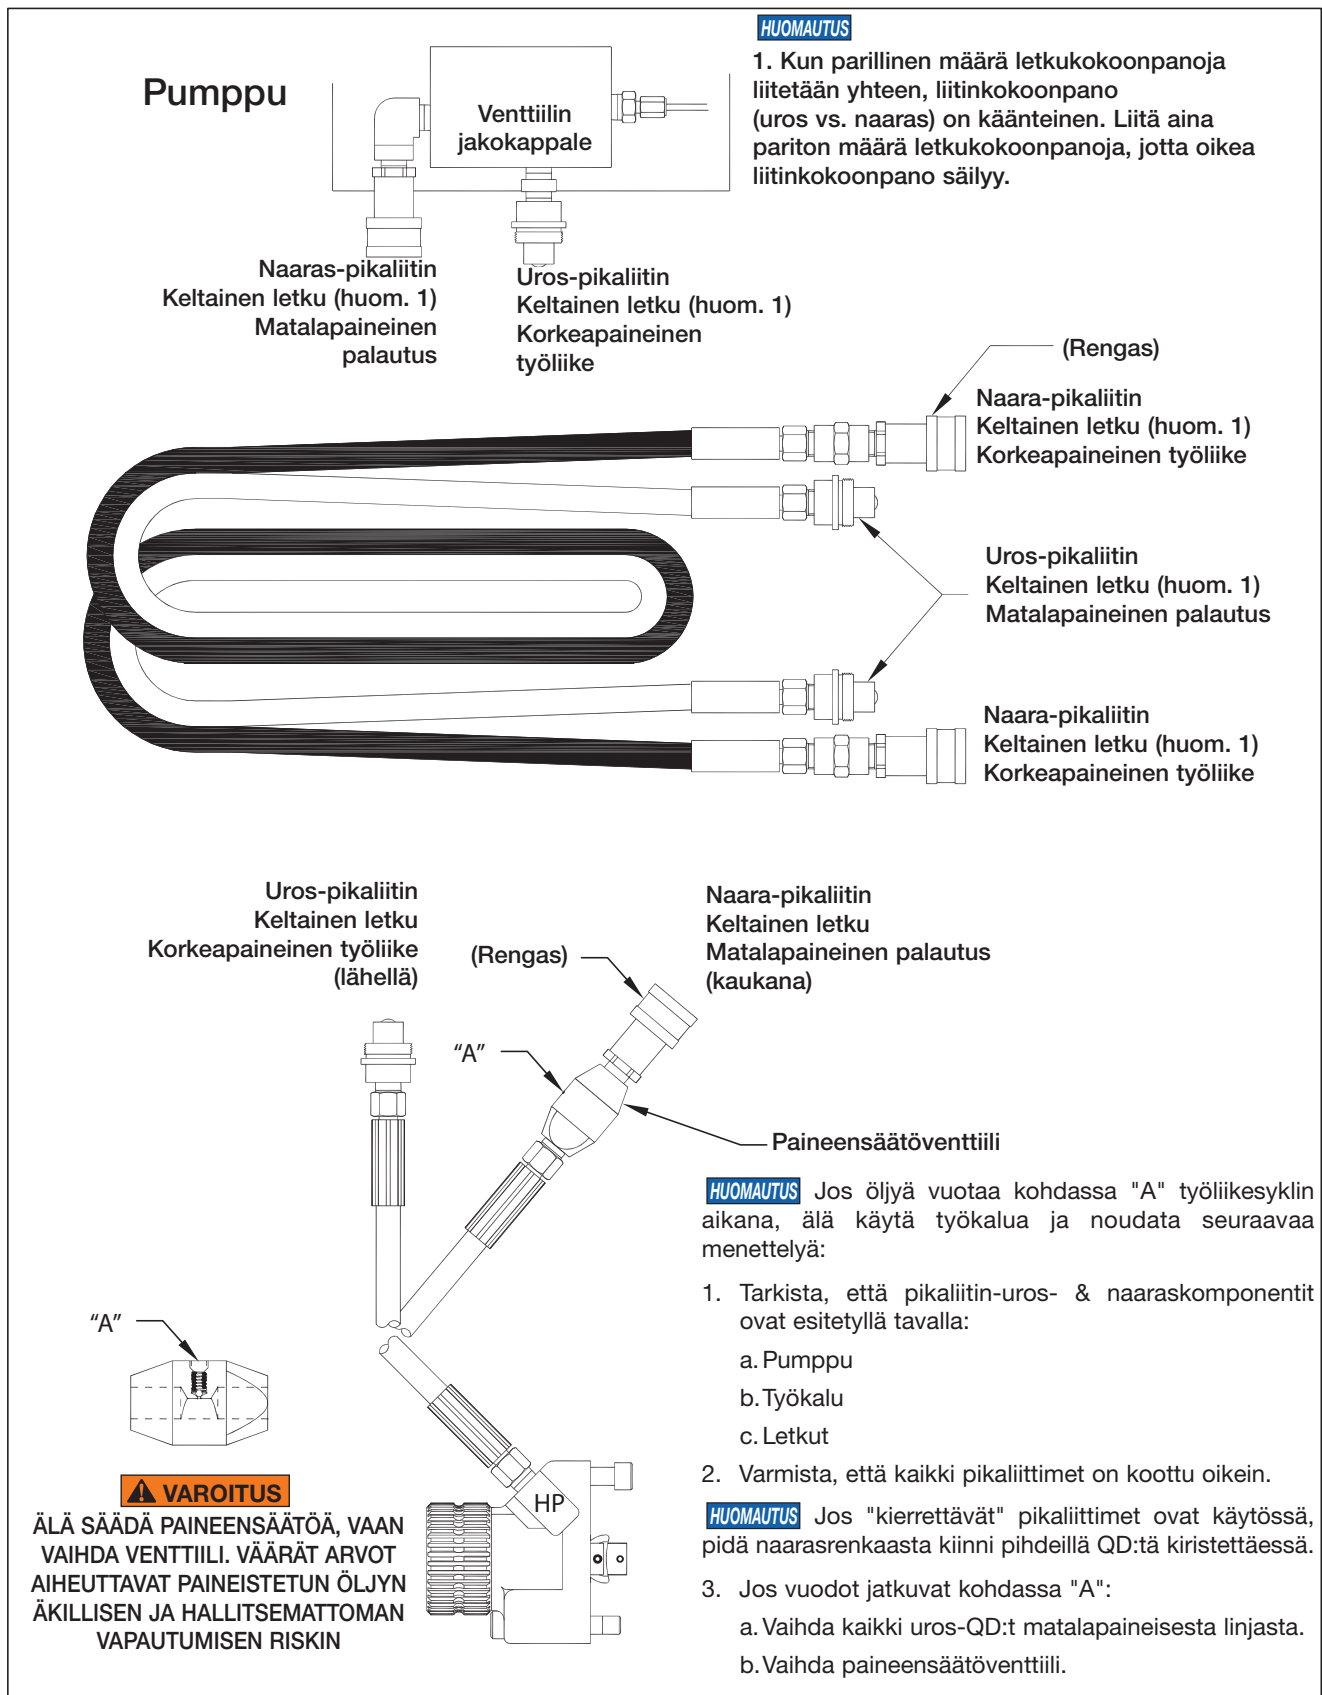 HUOMAUTUS
1. Kun parillinen määrä letkukokoonpanoja
liitetään yhteen, liitinkokoonpano
(uros vs. naaras) on käänteinen. Liitä aina
pariton määrä letkukokoonpanoja, jotta oikea
liitinkokoonpano säilyy.
Pumppu
Venttiilin
jakokappale
Naaras-pikaliitin
Keltainen letku (huom. 1)
Matalapaineinen
palautus
Uros-pikaliitin
Keltainen letku (huom. 1)
Korkeapaineinen
työliike
(Rengas)
Naara-pikaliitin
Keltainen letku (huom. 1)
Korkeapaineinen työliike
Uros-pikaliitin
Keltainen letku (huom. 1)
Matalapaineinen palautus
Naara-pikaliitin
Keltainen letku (huom. 1)
Korkeapaineinen työliike
Uros-pikaliitin
Keltainen letku
Korkeapaineinen työliike
(lähellä)
(Rengas)
Naara-pikaliitin
Keltainen letku
Matalapaineinen palautus
(kaukana)
“A”
Paineensäätöventtiili
“A”
HP
VAROITUS
ÄLÄ SÄÄDÄ PAINEENSÄÄTÖÄ, VAAN
VAIHDA VENTTIILI. VÄÄRÄT ARVOT
AIHEUTTAVAT PAINEISTETUN ÖLJYN
ÄKILLISEN JA HALLITSEMATTOMAN
VAPAUTUMISEN RISKIN
HUOMAUTUS Jos öljyä vuotaa kohdassa "A" työliikesyklin
aikana, älä käytä työkalua ja noudata seuraavaa
menettelyä:
1. Tarkista, että pikaliitin-uros- & naaraskomponentit
ovat esitetyllä tavalla:
a. Pumppu
b. Työkalu
c. Letkut
2. Varmista, että kaikki pikaliittimet on koottu oikein.
HUOMAUTUS Jos "kierrettävät" pikaliittimet ovat käytössä,
pidä naarasrenkaasta kiinni pihdeillä QD:tä kiristettäessä.
3. Jos vuodot jatkuvat kohdassa "A":
a. Vaihda kaikki uros-QD:t matalapaineisesta linjasta.
b. Vaihda paineensäätöventtiili.